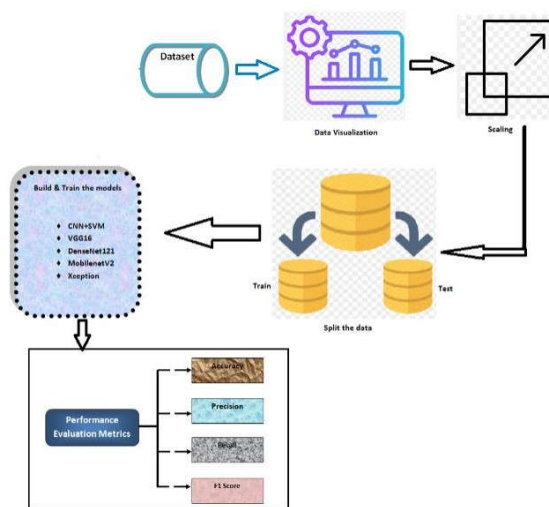 Dataset
Data Visualization
Scaling
Build & Train the models
CNN+SVM
VGG16
DenseNet121
MobilenetV2
Xception
Train
Test
Split the data
Performance
Evaluation Metrics
Accuracy
Precision
Recall
F1 Score